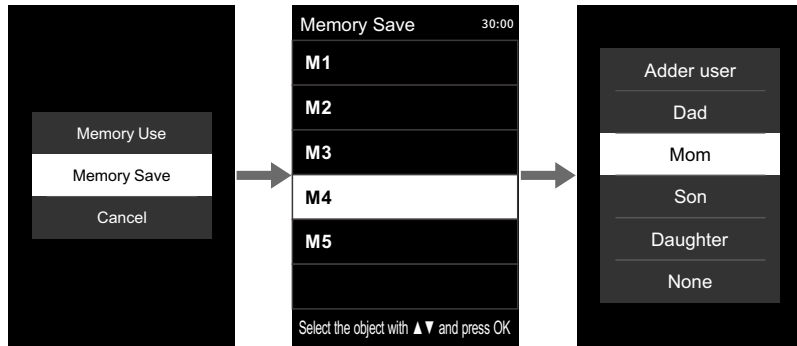 Memory Use
Memory Save
Cancel
Memory Save 30:00
M1
M2
M3
M4
M5
Select the object with ▲▼ and press OK
Adder user
Dad
Mom
Son
Daughter
None